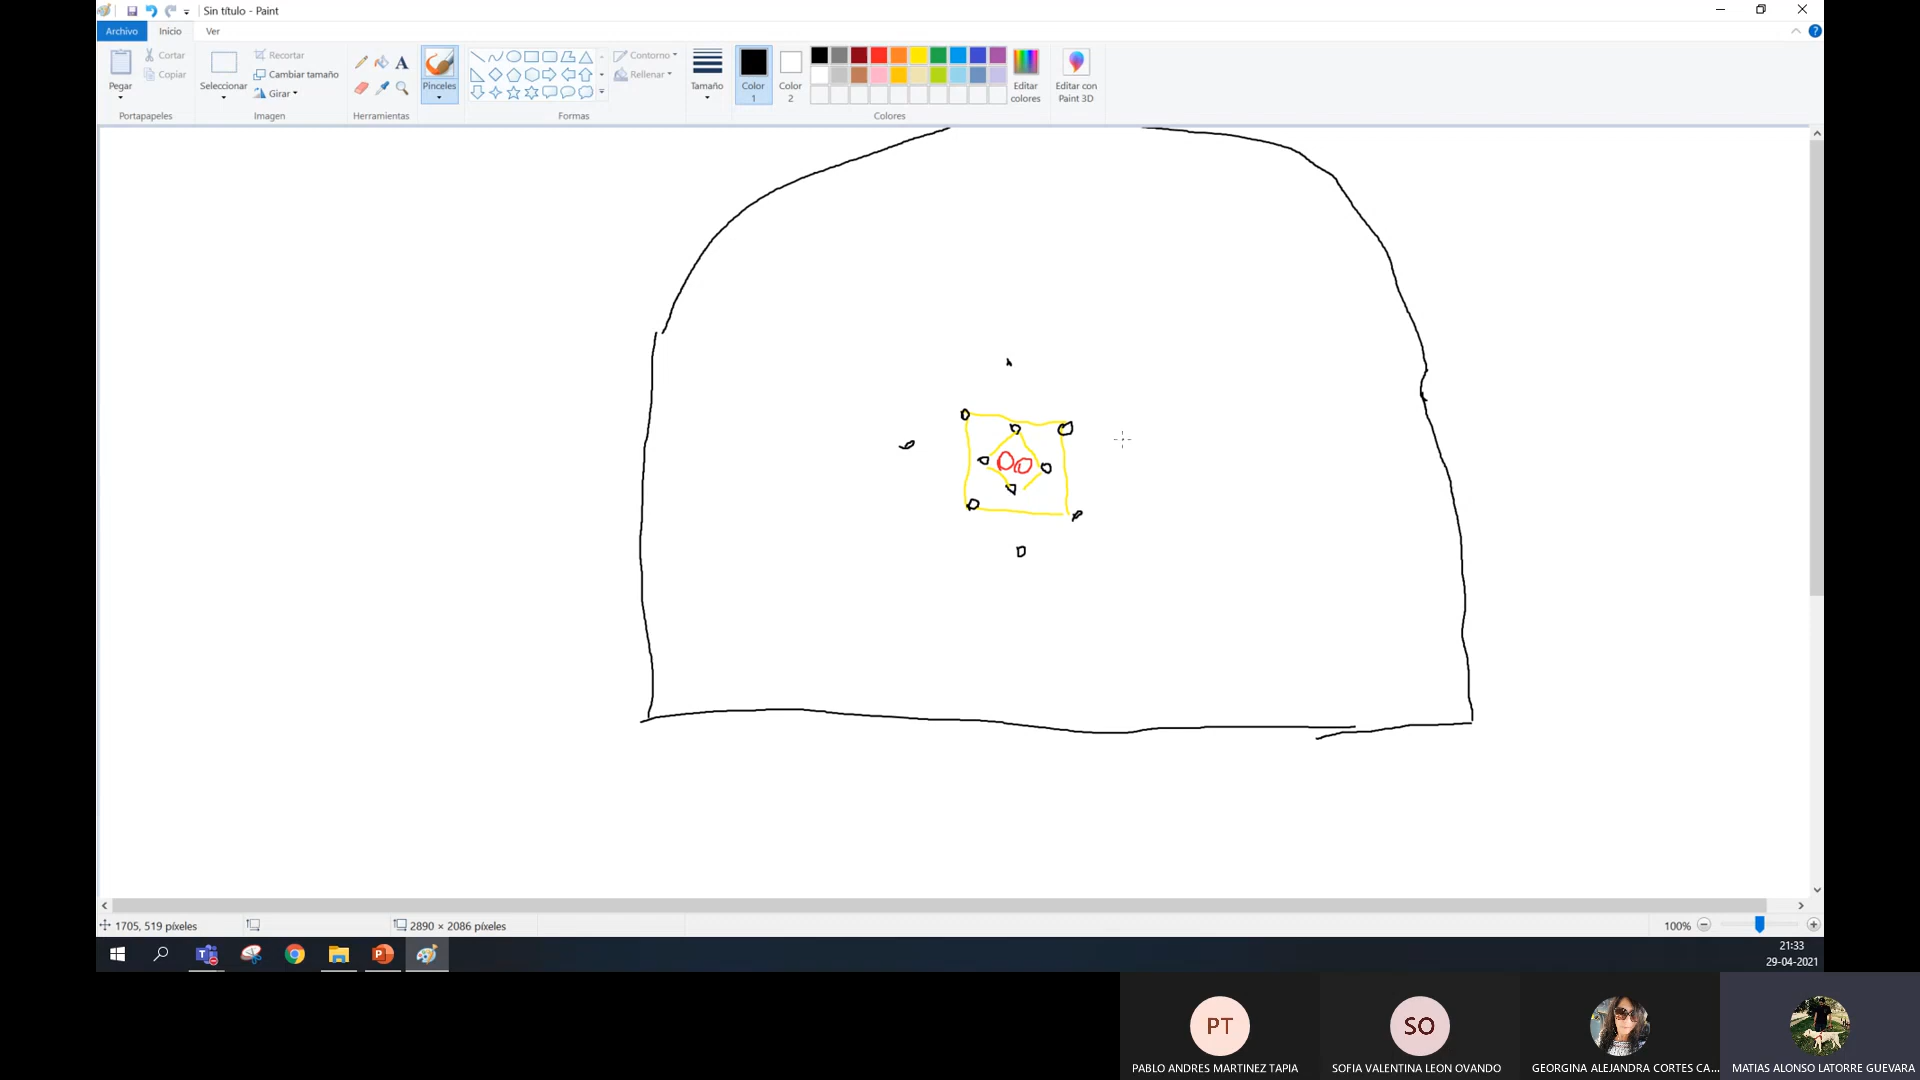 Sin título - Paint
Archivo Inicio Ver
Pegar
Cortar
Copiar
Portapapeles
Seleccionar
Recortar
Cambiar tamaño
Girar
Imagen
A
Herramientas
Pinceles
Contorno
Rellenar
Formas
Tamaño
Color 1
Color 2
Editar colores
Editar con Paint 3D
Colores
1705, 519 píxeles
2890 × 2086 píxeles
100%
21:33
29-04-2021
PT
SO
PABLO ANDRES MARTINEZ TAPIA
SOFIA VALENTINA LEON OVANDO
GEORGINA ALEJANDRA CORTES CA...
MATIAS ALONSO LATORRE GUEVARA